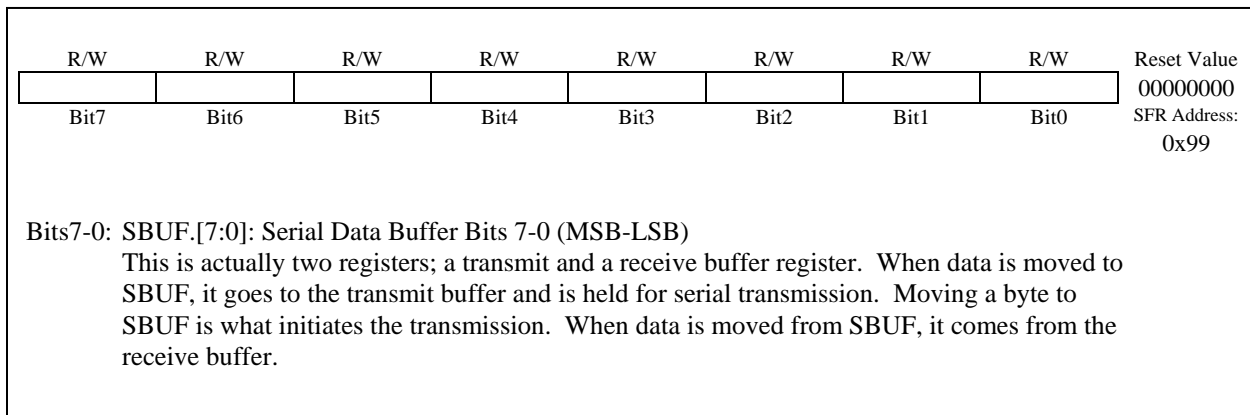 R/W R/W R/W R/W R/W R/W R/W R/W Reset Value
00000000
Bit7 Bit6 Bit5 Bit4 Bit3 Bit2 Bit1 Bit0 SFR Address:
0x99
Bits7-0: SBUF.[7:0]: Serial Data Buffer Bits 7-0 (MSB-LSB)
This is actually two registers; a transmit and a receive buffer register. When data is moved to
SBUF, it goes to the transmit buffer and is held for serial transmission. Moving a byte to
SBUF is what initiates the transmission. When data is moved from SBUF, it comes from the
receive buffer.